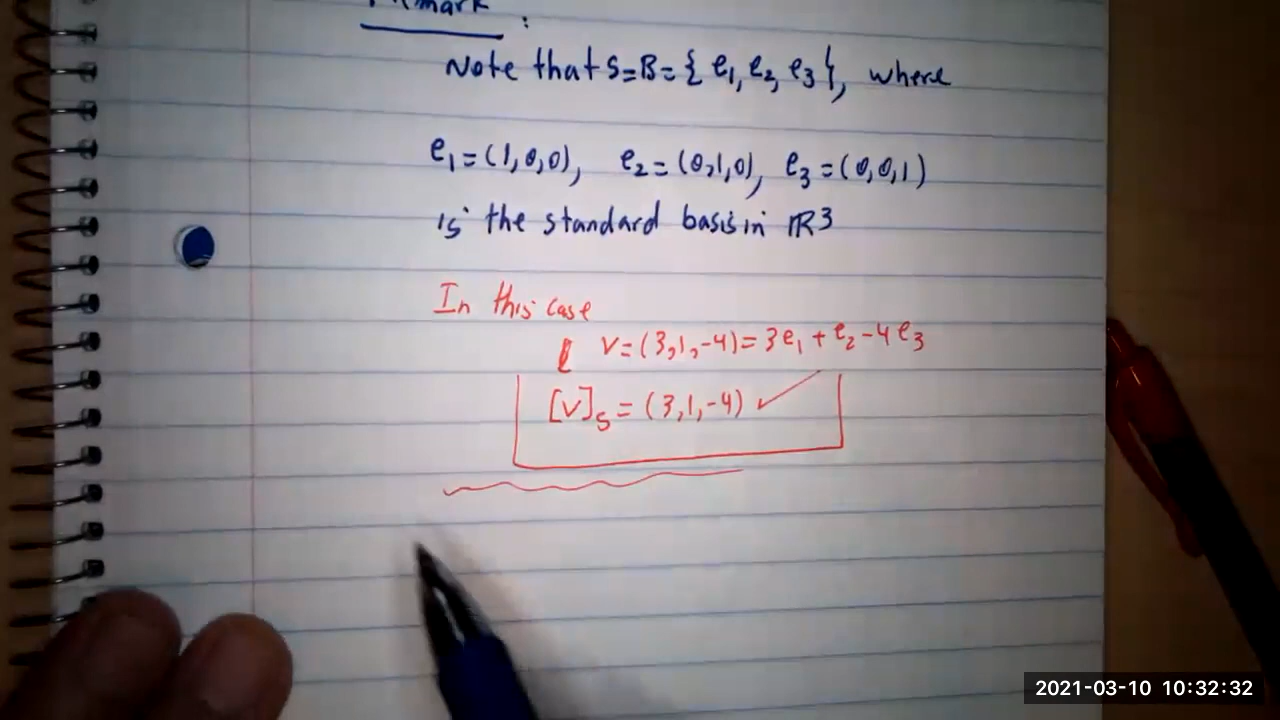 Remark :
Note that S=B={e₁, e₂, e₃}, where
e₁=(1,0,0), e₂=(0,1,0), e₃=(0,0,1)
is the standard basis in ℝ³
In this case
v=(3,1,-4)=3e₁+e₂-4e₃
[v]ₛ=(3,1,-4) ✓
2021-03-10 10:32:32